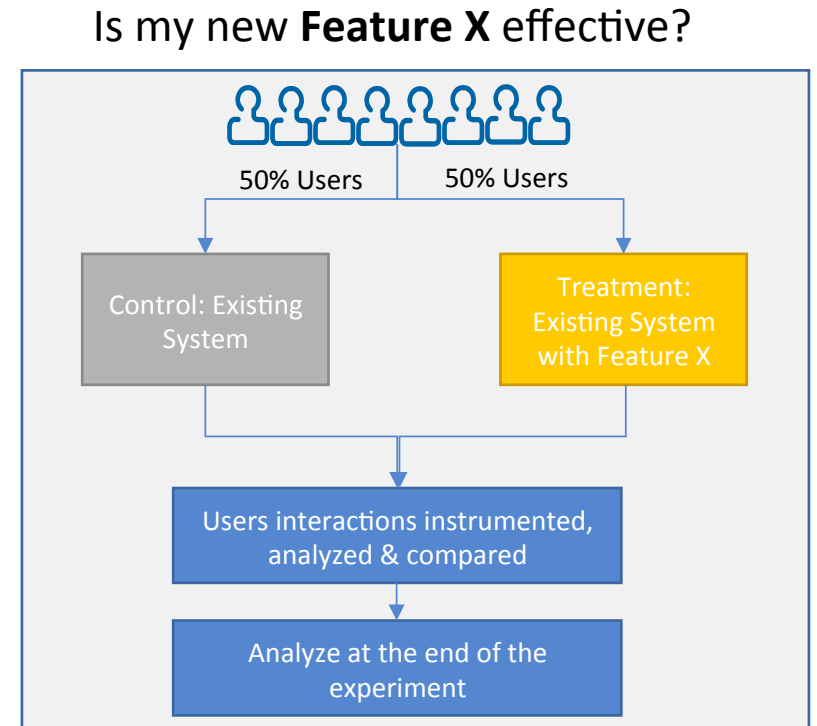 Is my new Feature X effective?
50% Users
50% Users
Control: Existing
System
Treatment:
Existing System
with Feature X
Users interactions instrumented,
analyzed & compared
Analyze at the end of the
experiment